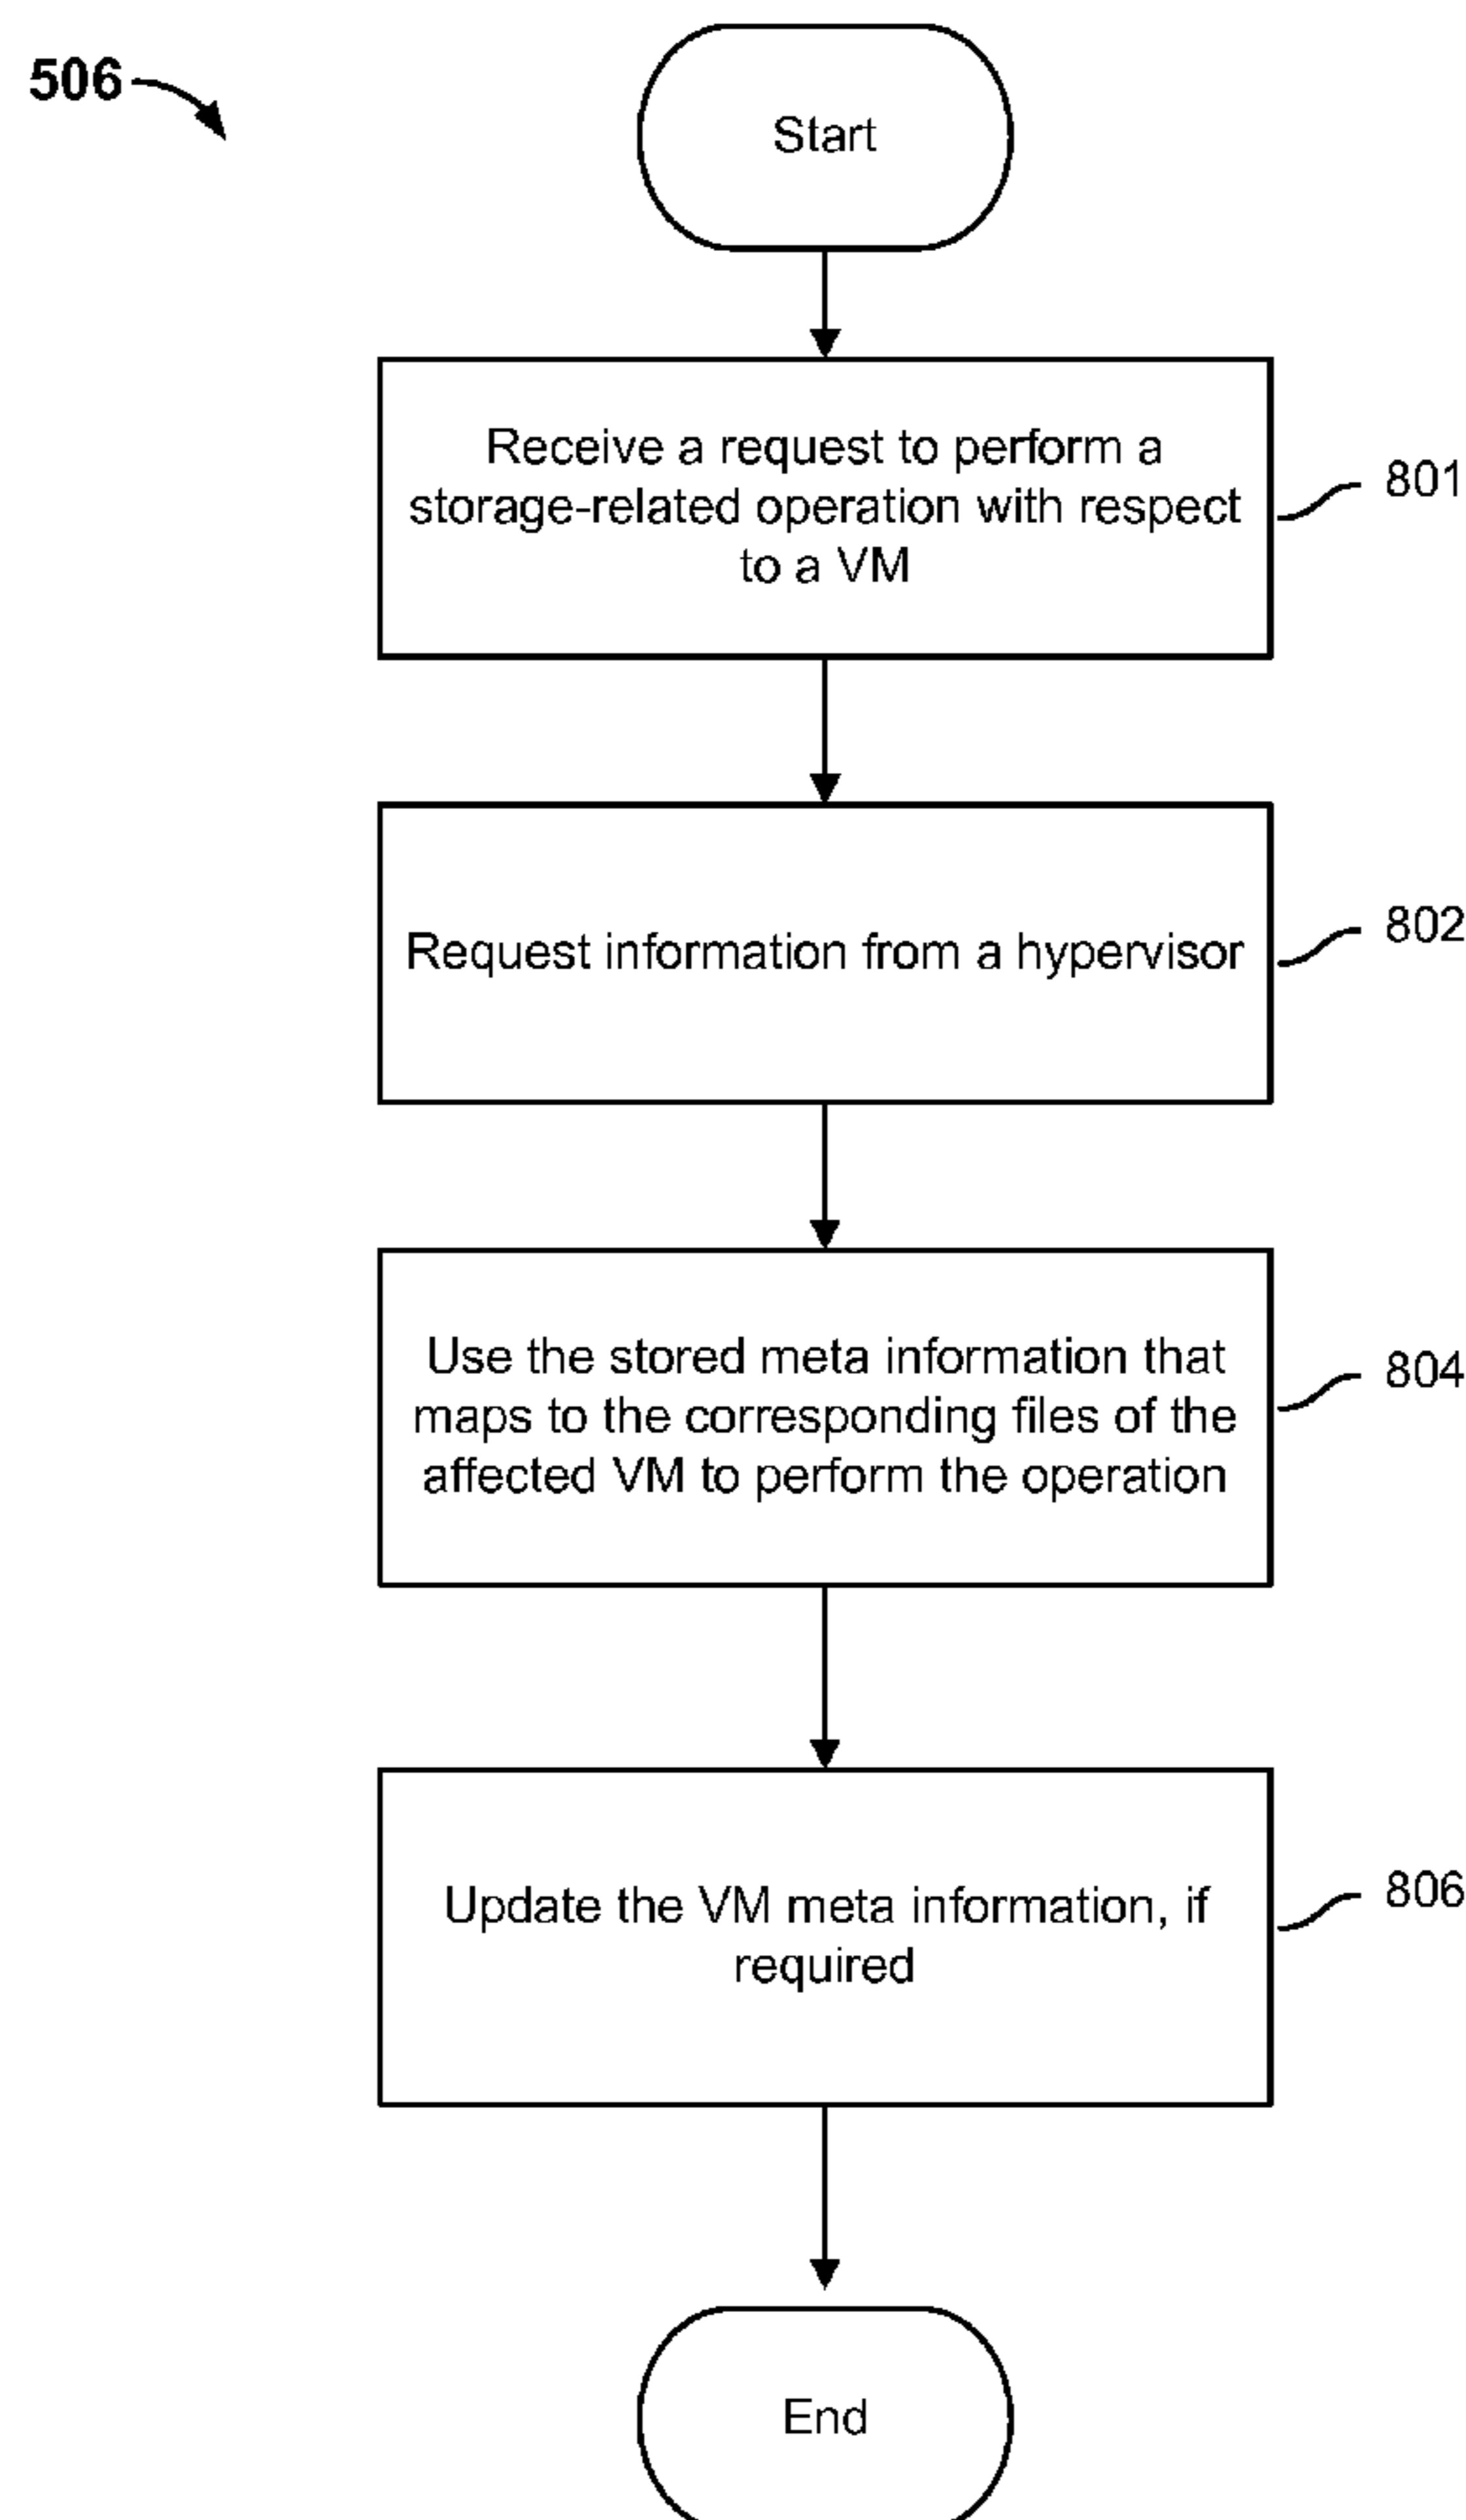 506
Start
Receive a request to perform a
storage-related operation with respect
to a VM
801
Request information from a hypervisor
802
Use the stored meta information that
maps to the corresponding files of the
affected VM to perform the operation
804
Update the VM meta information, if
required
806
End